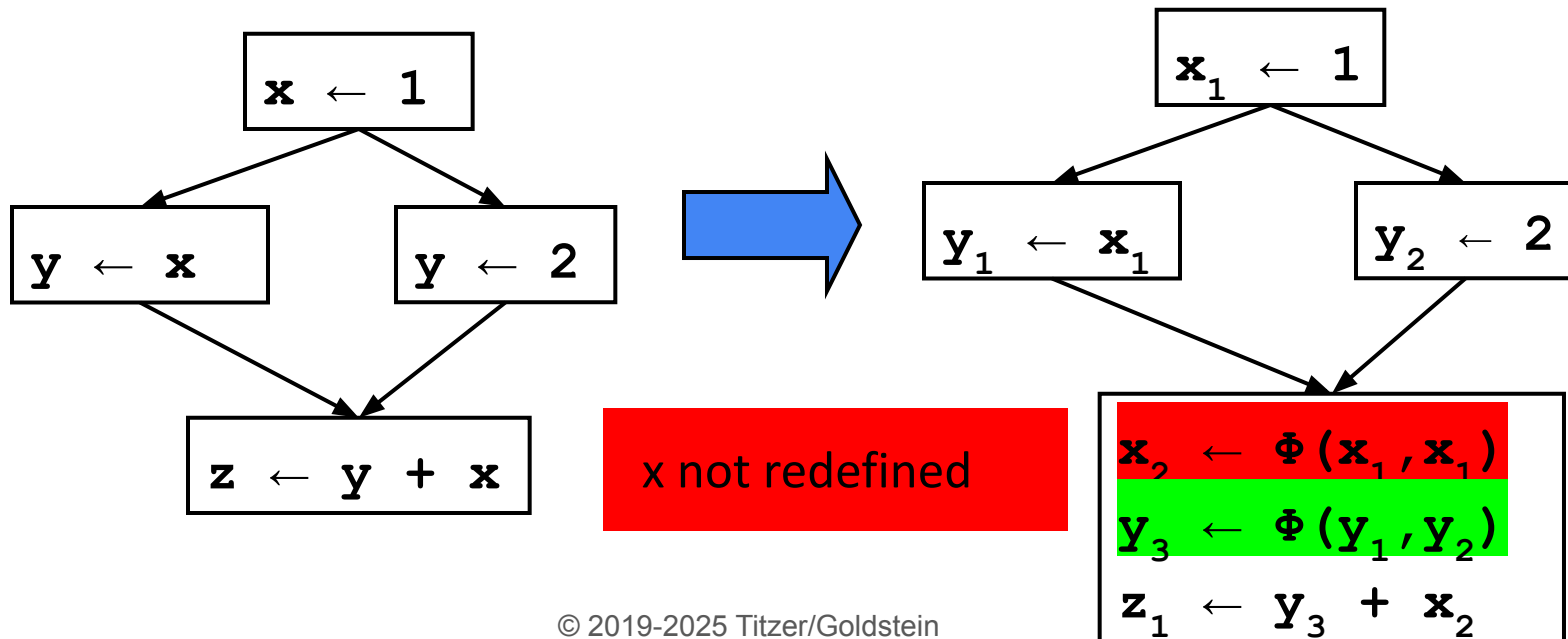 x ← 1
y ← x
y ← 2
z ← y + x
x₁ ← 1
y₁ ← x₁
y₂ ← 2
x not redefined
x₂ ← Φ(x₁,x₁)
y₃ ← Φ(y₁,y₂)
z₁ ← y₃ + x₂
© 2019-2025 Titzer/Goldstein